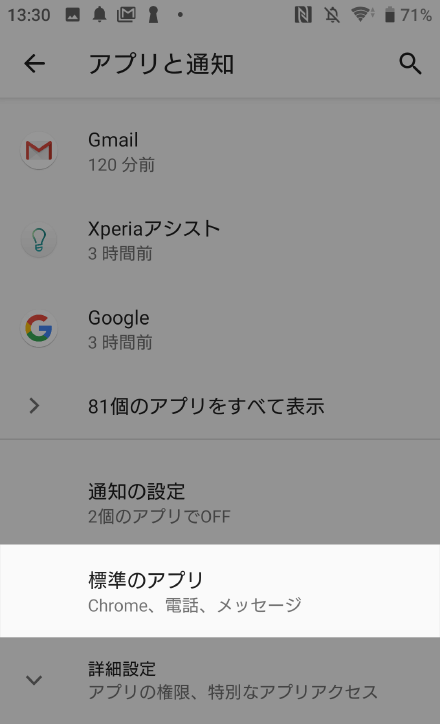 13:30 71%
アプリと通知
Gmail
120 分前
Xperiaアシスト
3 時間前
Google
3 時間前
81個のアプリをすべて表示
通知の設定
2個のアプリでOFF
標準のアプリ
Chrome、電話、メッセージ
詳細設定
アプリの権限、特別なアプリアクセス